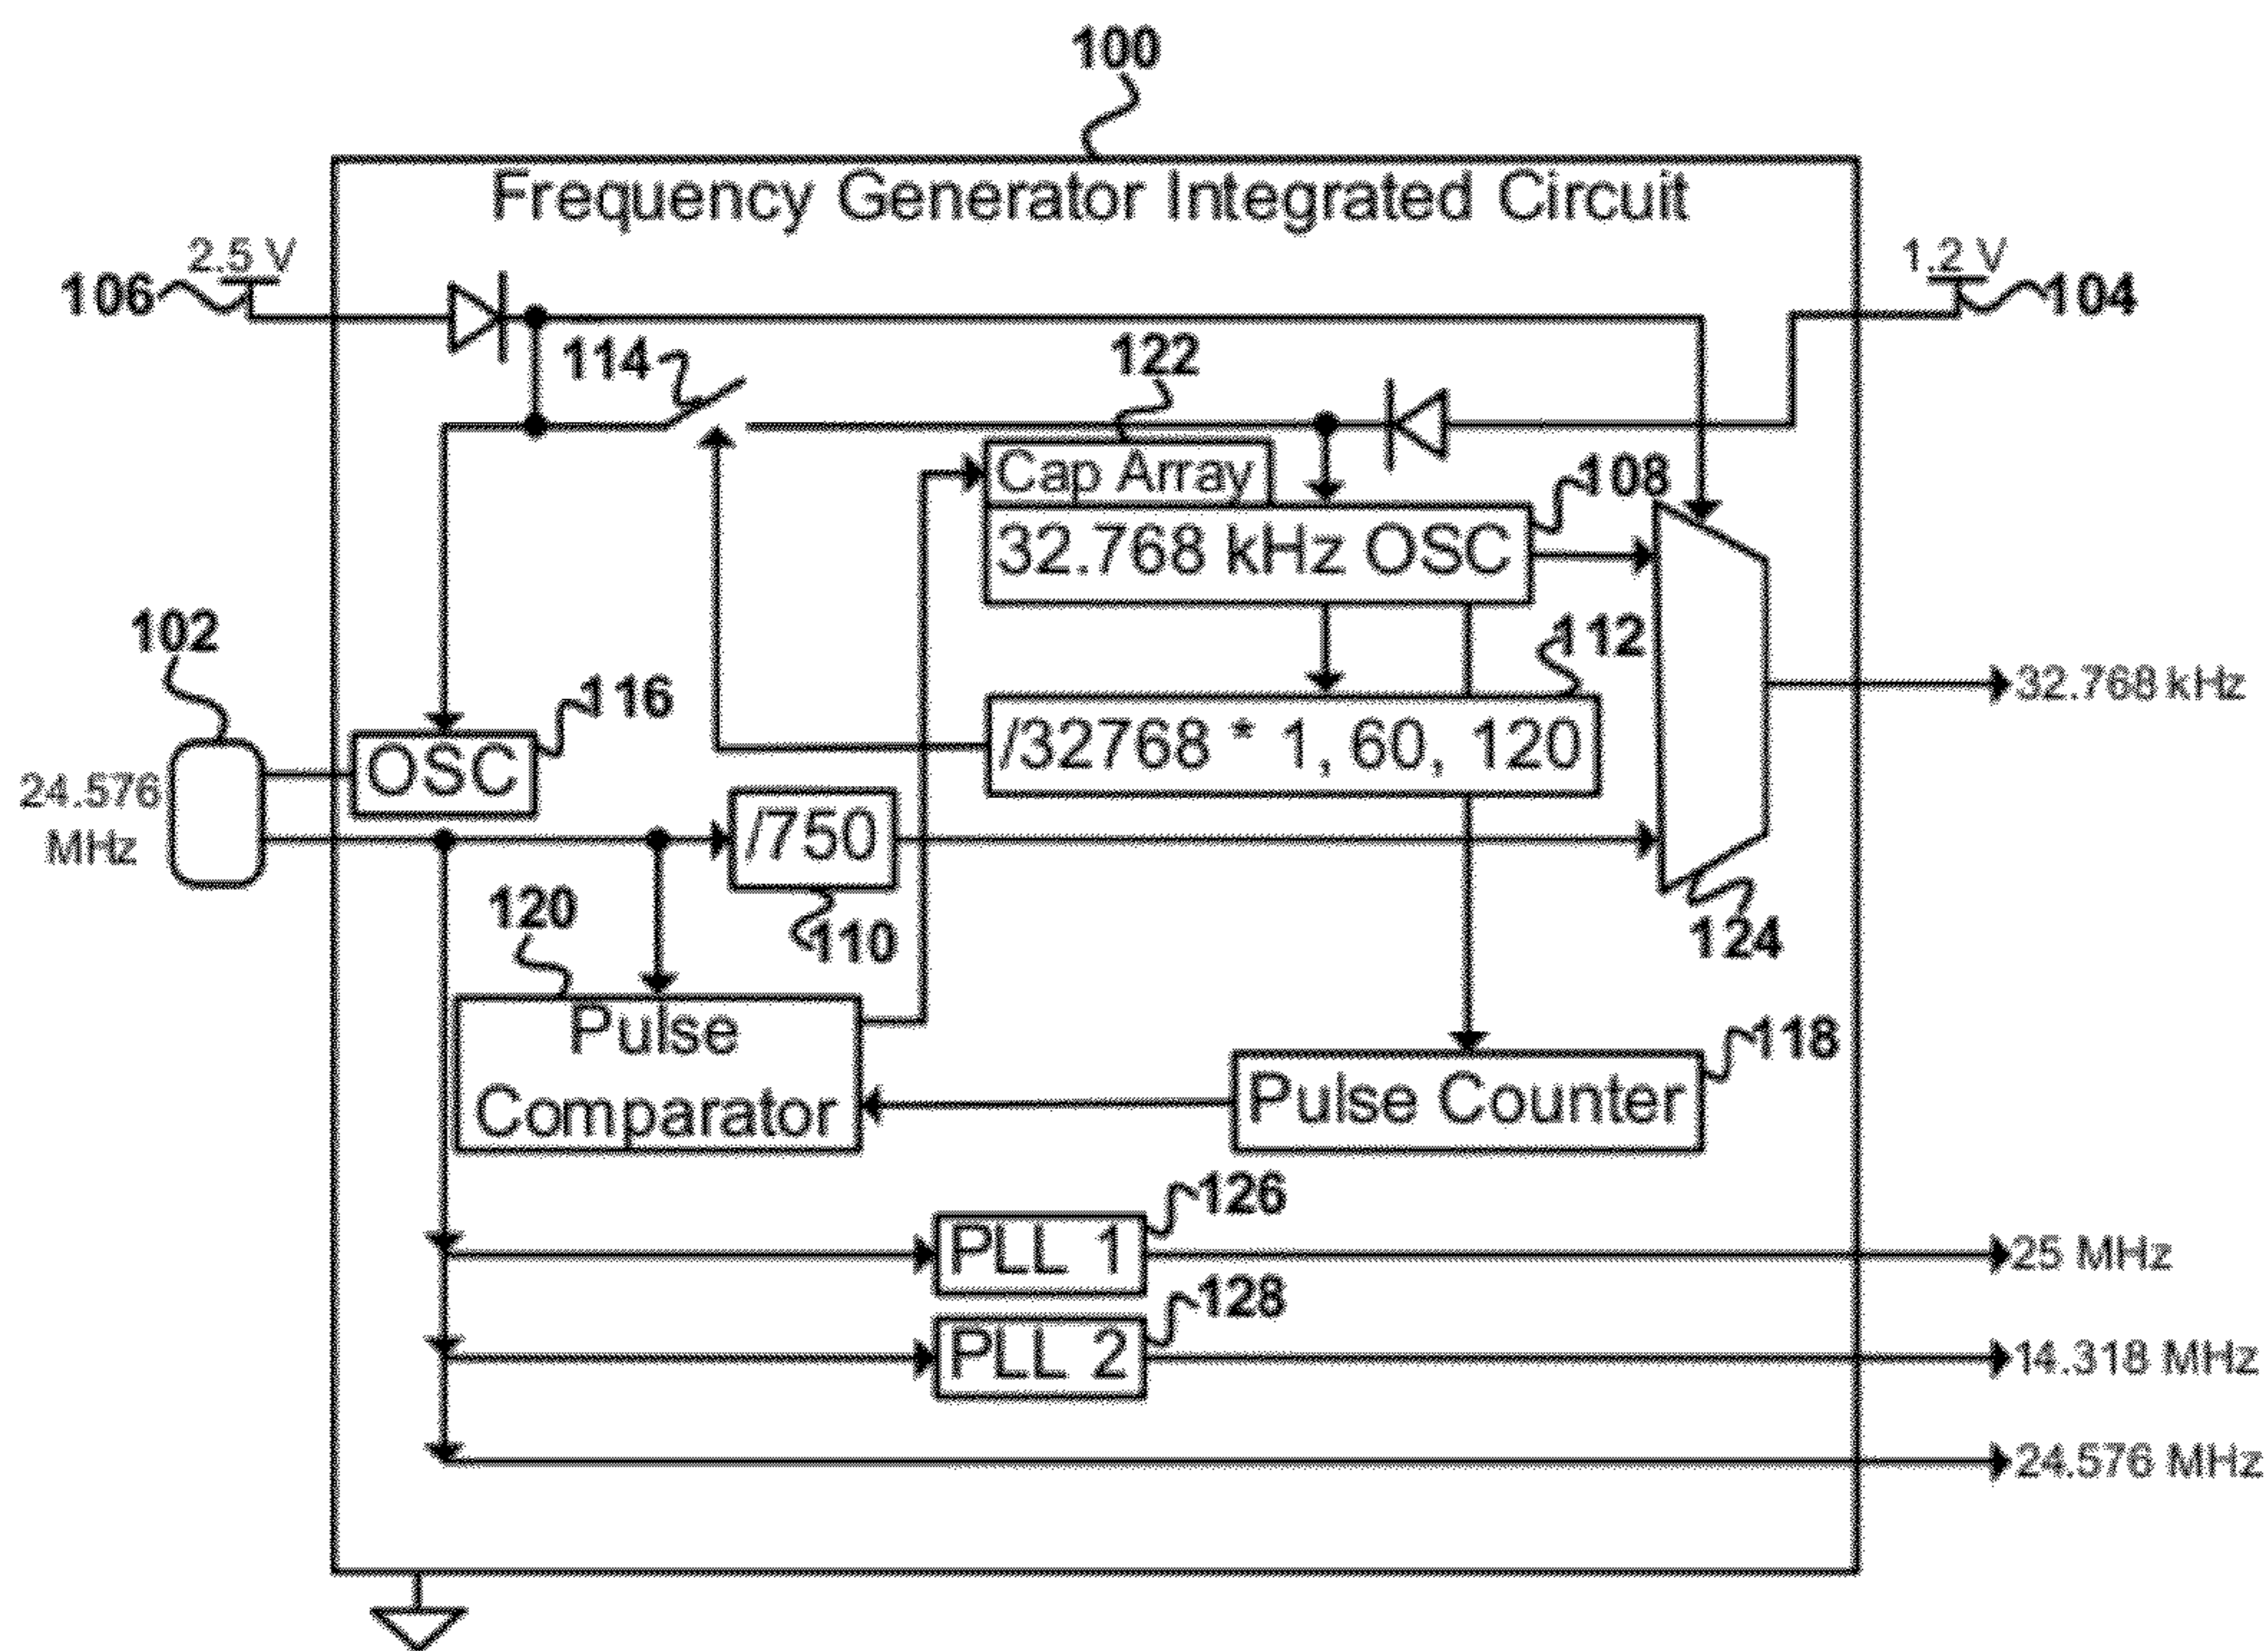 100
Frequency Generator Integrated Circuit
2.5 V
1.2 V
106
104
114
122
Cap Array
108
32.768 kHz OSC
102
112
116
32.768 kHz
/32768 * 1, 60, 120
OSC
24.576
MHz
/750
120
110
124
Pulse
Comparator
118
Pulse Counter
126
PLL 1
25 MHz
128
PLL 2
14.318 MHz
24.576 MHz